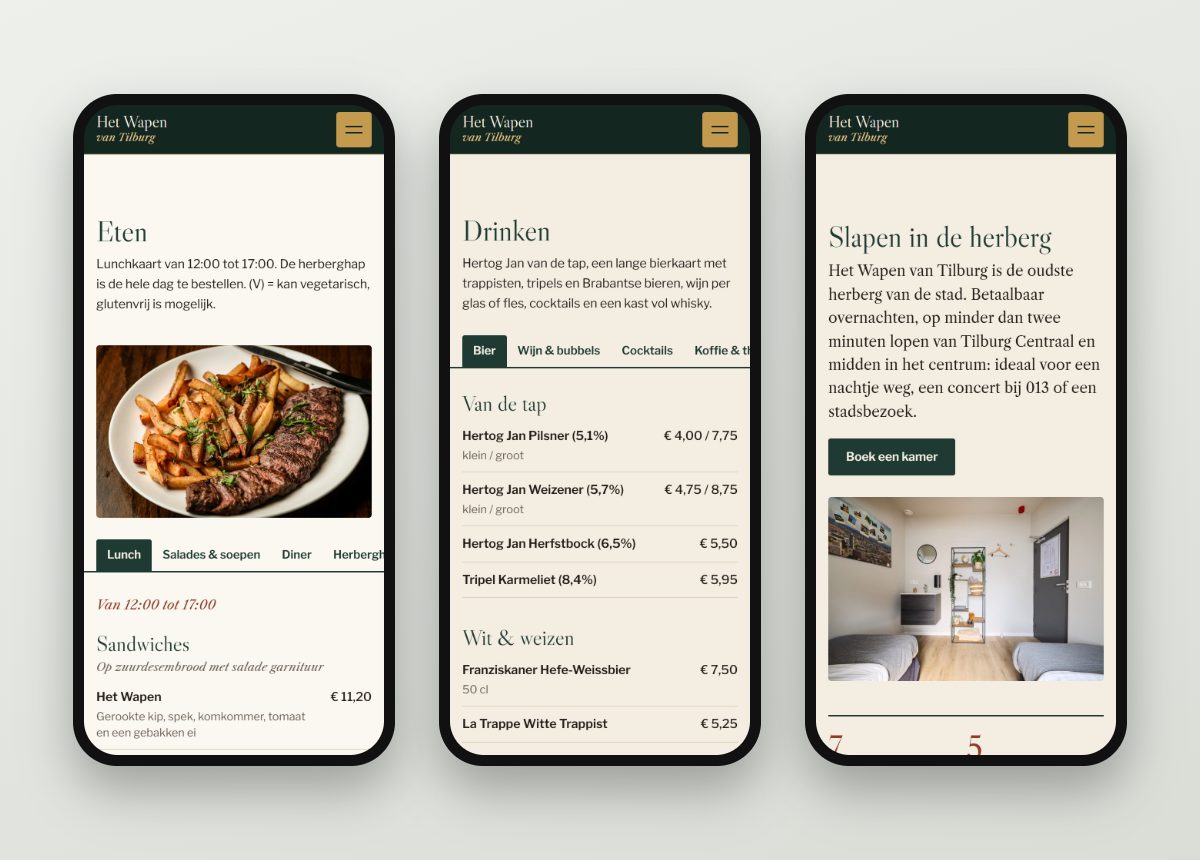 Het Wapen
van Tilburg
Eten
Lunchkaart van 12:00 tot 17:00. De herberghap
is de hele dag te bestellen. (V) = kan vegetarisch,
glutenvrij is mogelijk.
Lunch Salades & soepen Diner Herbergh
Van 12:00 tot 17:00
Sandwiches
Op zuurdesembrood met salade garnituur
Het Wapen € 11,20
Gerookte kip, spek, komkommer, tomaat
en een gebakken ei
Het Wapen
van Tilburg
Drinken
Hertog Jan van de tap, een lange bierkaart met
trappisten, tripels en Brabantse bieren, wijn per
glas of fles, cocktails en een kast vol whisky.
Bier Wijn & bubbels Cocktails Koffie & th
Van de tap
Hertog Jan Pilsner (5,1%) € 4,00 / 7,75
klein / groot
Hertog Jan Weizener (5,7%) € 4,75 / 8,75
klein / groot
Hertog Jan Herfstbock (6,5%) € 5,50
Tripel Karmeliet (8,4%) € 5,95
Wit & weizen
Franziskaner Hefe-Weissbier € 7,50
50 cl
La Trappe Witte Trappist € 5,25
Het Wapen
van Tilburg
Slapen in de herberg
Het Wapen van Tilburg is de oudste
herberg van de stad. Betaalbaar
overnachten, op minder dan twee
minuten lopen van Tilburg Centraal en
midden in het centrum: ideaal voor een
nachtje weg, een concert bij 013 of een
stadsbezoek.
Boek een kamer
7 5